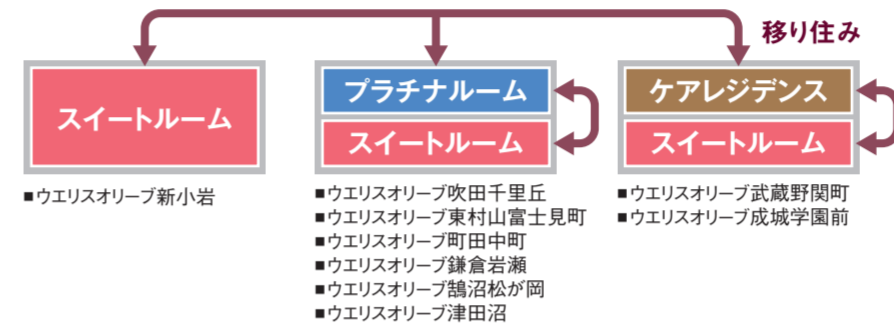 移り住み
スイートルーム
■ウエリスオリーブ新小岩
プラチナルーム
スイートルーム
■ウエリスオリーブ吹田千里丘
■ウエリスオリーブ東村山富士見町
■ウエリスオリーブ町田中町
■ウエリスオリーブ鎌倉岩瀬
■ウエリスオリーブ鵠沼松が岡
■ウエリスオリーブ津田沼
ケアレジデンス
スイートルーム
■ウエリスオリーブ武蔵野関町
■ウエリスオリーブ成城学園前